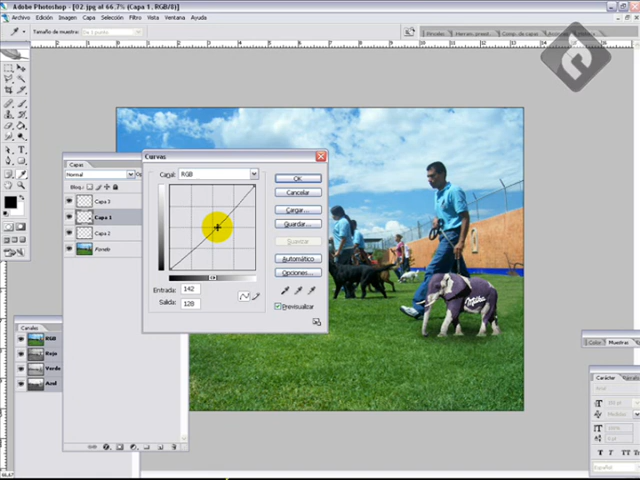 Adobe Photoshop - [02.jpg al 66.7% (Capa 1, RGB/8)]
Archivo Edición Imagen Capa Selección Filtro Vista Ventana Ayuda
Tamaño de muestra:
Capas
Normal
Capa 3
Capa 1
Capa 2
Fondo
Canales
RGB
Rojo
Verde
Azul
Curvas
Canal: RGB
OK
Cancelar
Cargar...
Guardar...
Suavizar
Automático
Opciones...
Entrada: 142
Salida: 128
Previsualizar
Milka
Color Muestras
Carácter
Español